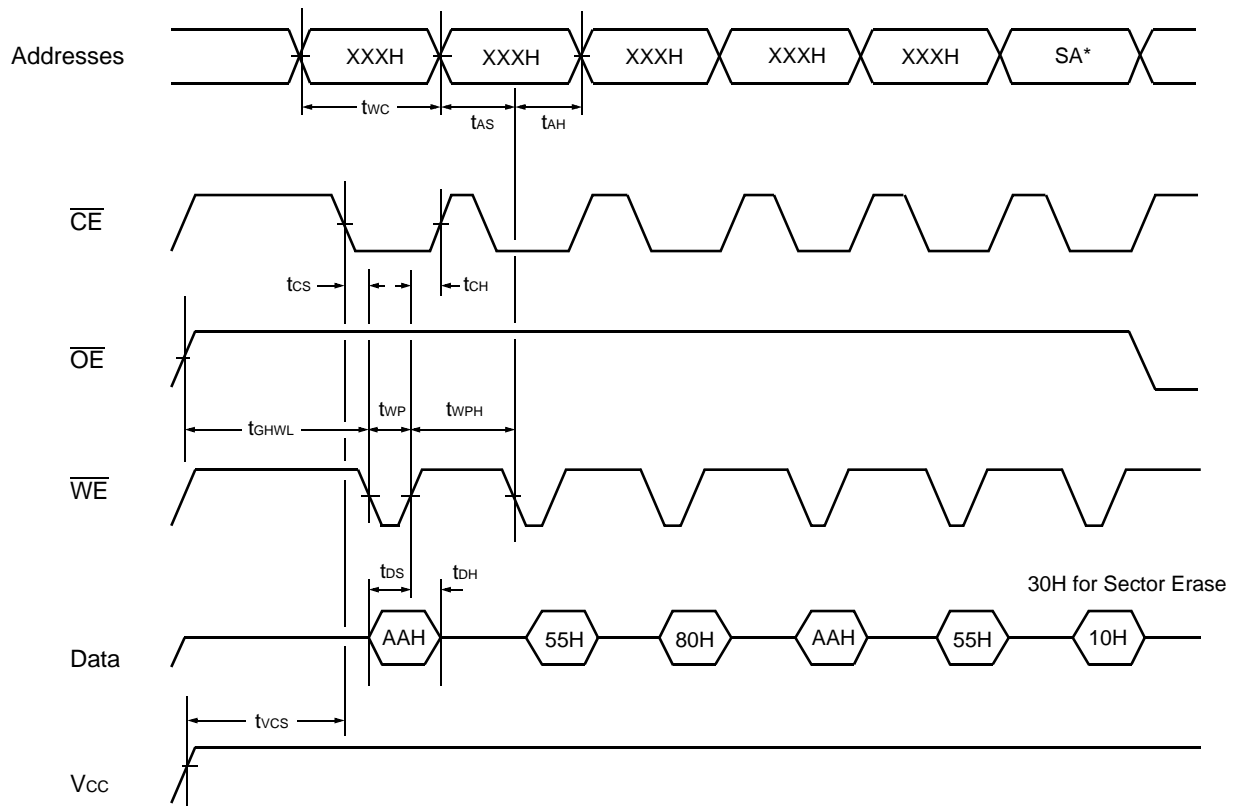 Addresses
XXXH XXXH XXXH XXXH XXXH SA*
tWC tAS tAH
CE
tCS tCH
OE
tGHWL tWP tWPH
WE
tDS tDH
30H for Sector Erase
Data
AAH 55H 80H AAH 55H 10H
tVCS
VCC